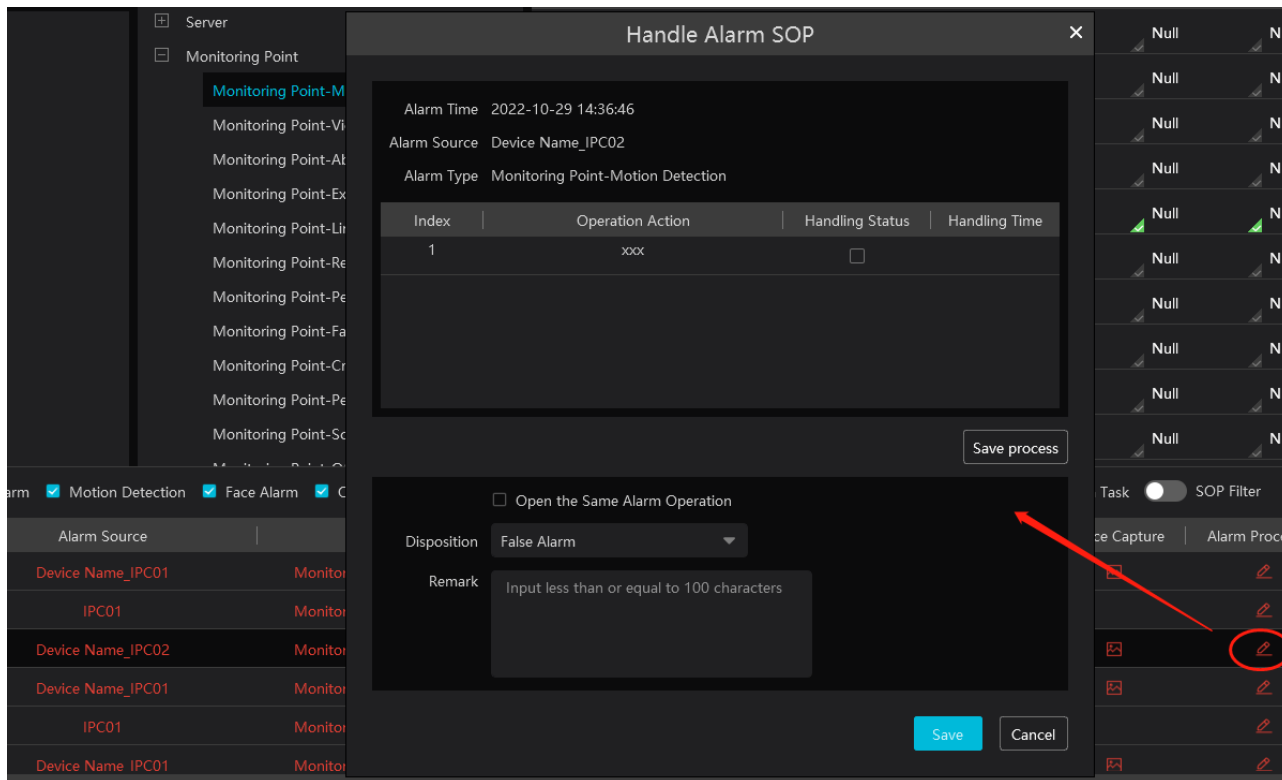 Server
Monitoring Point
Monitoring Point-M
Monitoring Point-Vi
Monitoring Point-Ab
Monitoring Point-Ex
Monitoring Point-Lin
Monitoring Point-Re
Monitoring Point-Pe
Monitoring Point-Fa
Monitoring Point-Cr
Monitoring Point-Pe
Monitoring Point-Sc
Handle Alarm SOP
Alarm Time 2022-10-29 14:36:46
Alarm Source Device Name_IPC02
Alarm Type Monitoring Point-Motion Detection
Index Operation Action Handling Status Handling Time
1 xxx
Save process
Open the Same Alarm Operation
Disposition False Alarm
Remark Input less than or equal to 100 characters
Save Cancel
Null N
Null N
Null N
Null N
Null N
Null N
Null N
Null N
Null N
Null N
arm Motion Detection Face Alarm C
Task SOP Filter
Alarm Source
ce Capture Alarm Proce
Device Name_IPC01 Monitor
IPC01 Monitor
Device Name_IPC02 Monitor
Device Name_IPC01 Monitor
IPC01 Monitor
Device Name IPC01 Monitor